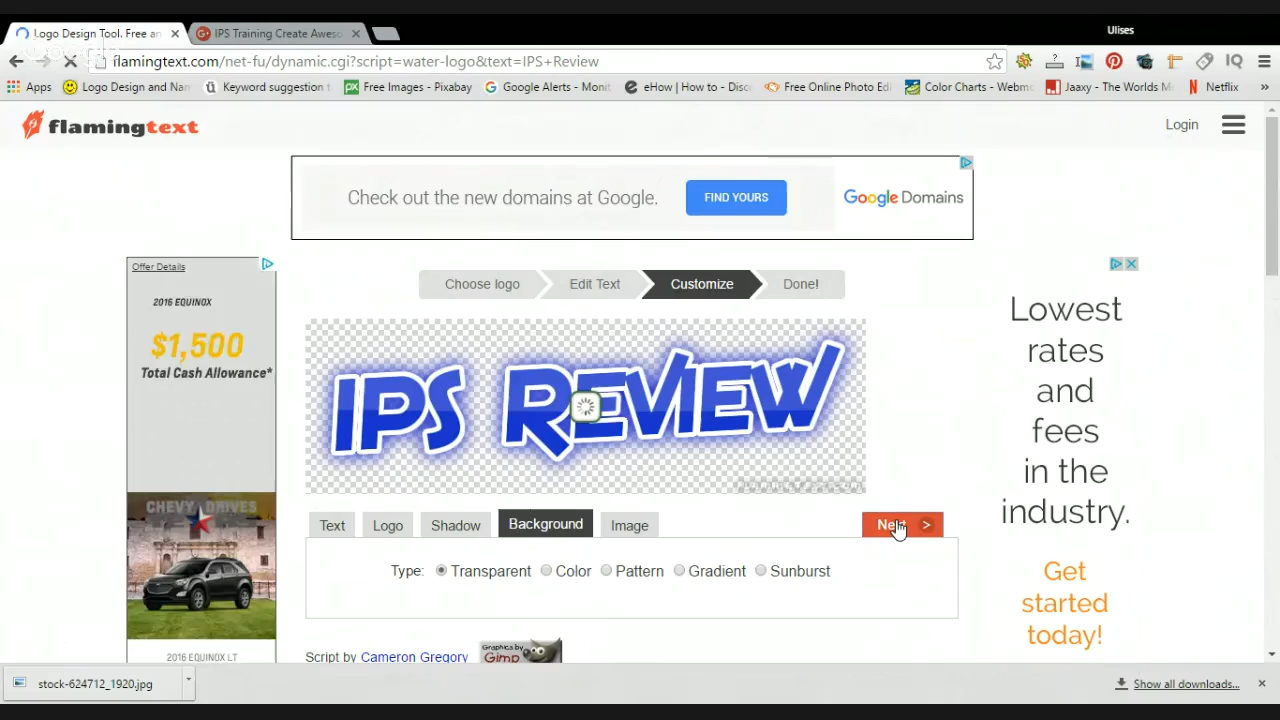 Ulises
Logo Design Tool. Free an
IPS Training Create Aweso
flamingtext.com/net-fu/dynamic.cgi?script=water-logo&text=IPS+Review
Apps
Logo Design and Nam
Keyword suggestion t
Free Images - Pixabay
Google Alerts - Monit
eHow | How to - Disco
Free Online Photo Edi
Color Charts - Webmo
Jaaxy - The Worlds M
Netflix
flamingtext
Login
Check out the new domains at Google.
FIND YOURS
Google Domains
Offer Details
2016 EQUINOX
$1,500
Total Cash Allowance*
CHEVY DRIVES
2016 EQUINOX LT
Choose logo
Edit Text
Customize
Done!
IPS REVIEW
Text
Logo
Shadow
Background
Image
Next >
Type:
Transparent
Color
Pattern
Gradient
Sunburst
Script by Cameron Gregory
Graphics by
Gimp
Lowest
rates
and
fees
in the
industry.
Get
started
today!
stock-624712_1920.jpg
Show all downloads...